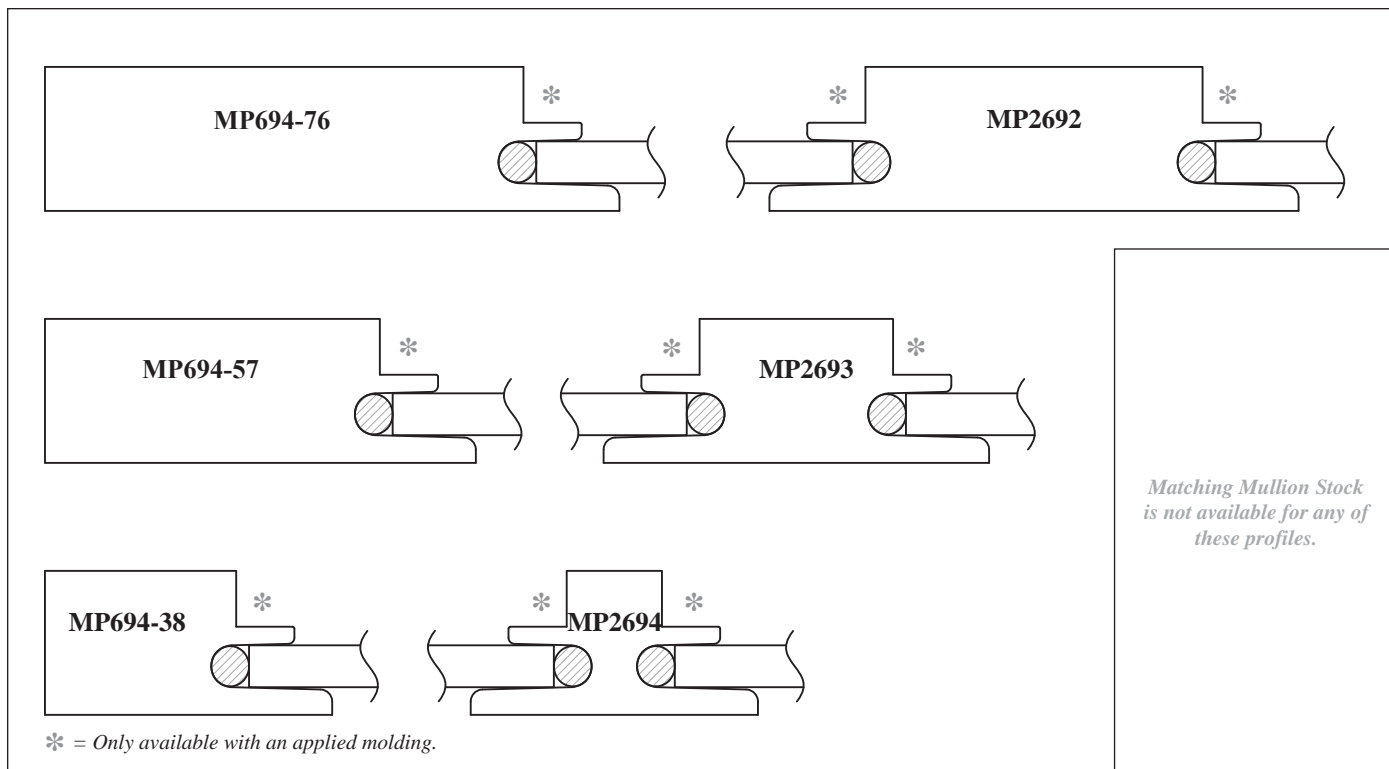 MP694-76
MP2692
MP694-57
MP2693
Matching Mullion Stock
is not available for any of
these profiles.
MP694-38
MP2694
✻ = Only available with an applied molding.